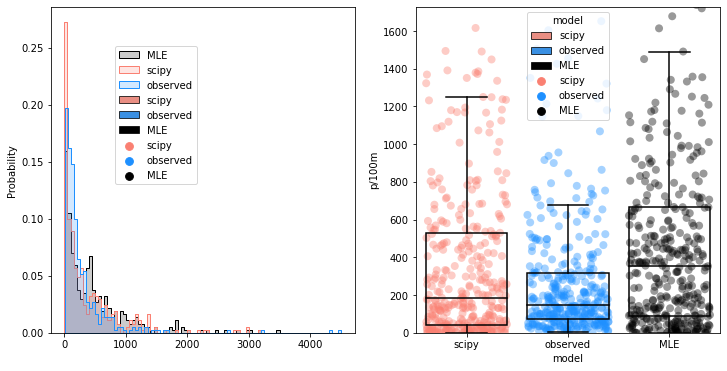 0.25
0.20
0.15
0.10
0.05
0.00
Probability
0 1000 2000 3000 4000
MLE
scipy
observed
scipy
observed
MLE
scipy
observed
MLE
1600
1400
1200
1000
800
600
400
200
0
p/100m
model
scipy
observed
MLE
scipy
observed
MLE
scipy observed MLE
model